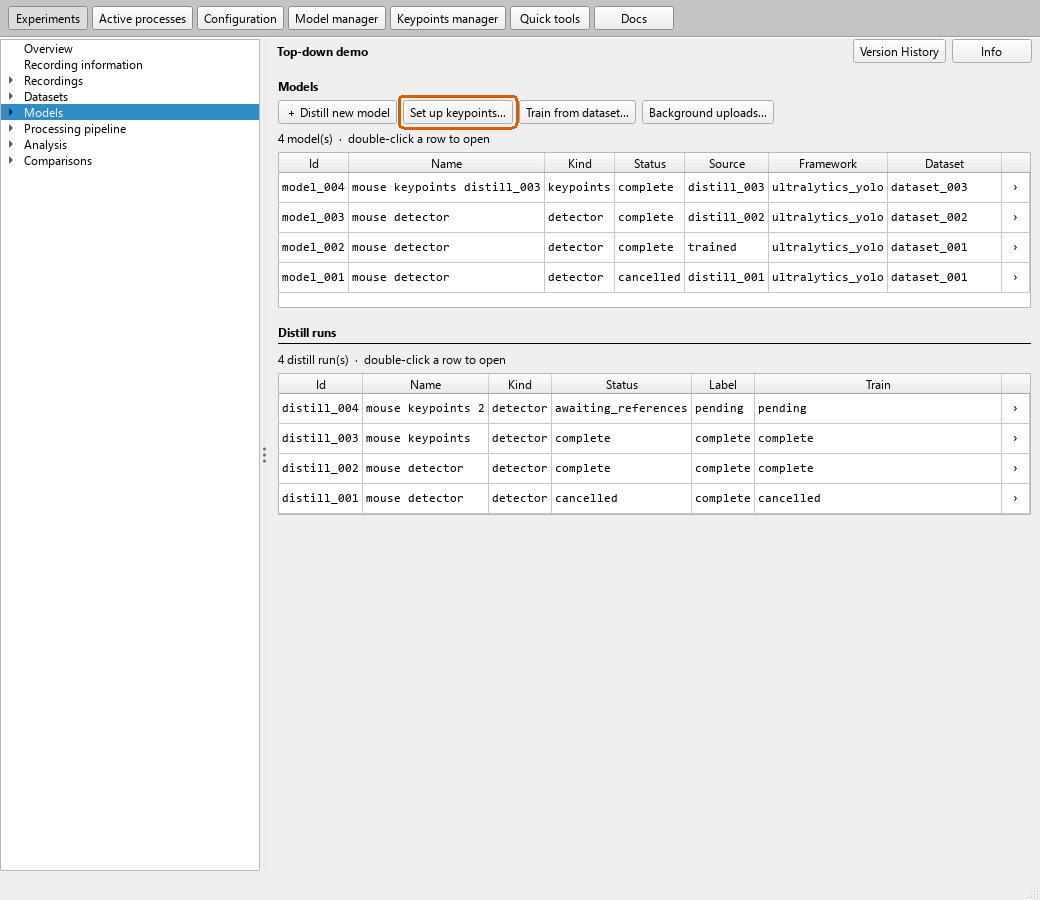 Experiments Active processes Configuration Model manager Keypoints manager Quick tools Docs
Overview
Recording information
Recordings
Datasets
Models
Processing pipeline
Analysis
Comparisons
Top-down demo Version History Info
Models
+ Distill new model Set up keypoints... Train from dataset... Background uploads...
4 model(s) · double-click a row to open
Id Name Kind Status Source Framework Dataset
model_004 mouse keypoints distill_003 keypoints complete distill_003 ultralytics_yolo dataset_003 ›
model_003 mouse detector detector complete distill_002 ultralytics_yolo dataset_002 ›
model_002 mouse detector detector complete trained ultralytics_yolo dataset_001 ›
model_001 mouse detector detector cancelled distill_001 ultralytics_yolo dataset_001 ›
Distill runs
4 distill run(s) · double-click a row to open
Id Name Kind Status Label Train
distill_004 mouse keypoints 2 detector awaiting_references pending pending ›
distill_003 mouse keypoints detector complete complete complete ›
distill_002 mouse detector detector complete complete complete ›
distill_001 mouse detector detector cancelled complete cancelled ›